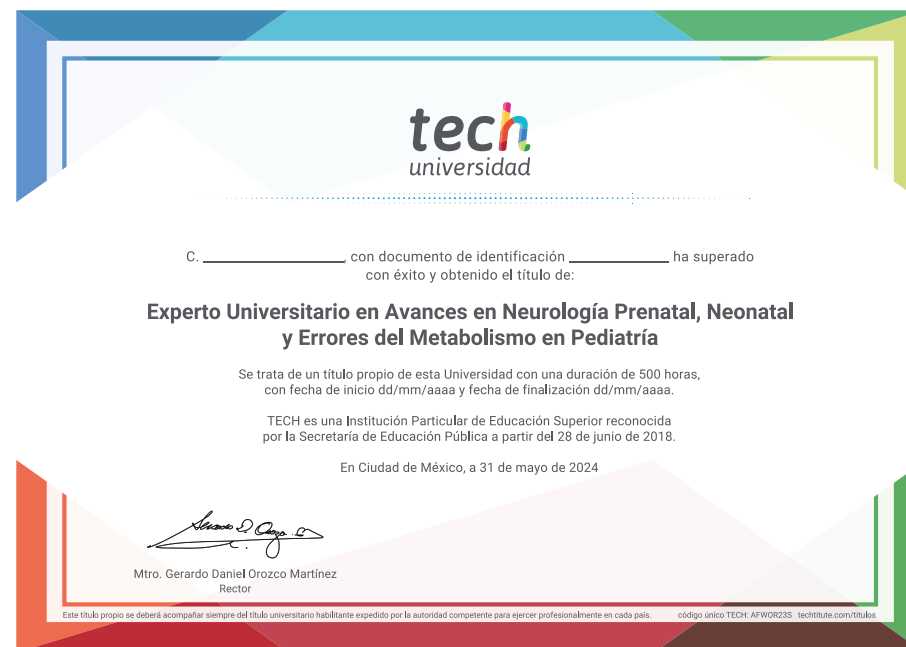 tech
universidad
C. ____________, con documento de identificación ____________ ha superado
con éxito y obtenido el título de:
Experto Universitario en Avances en Neurología Prenatal, Neonatal
y Errores del Metabolismo en Pediatría
Se trata de un título propio de esta Universidad con una duración de 500 horas,
con fecha de inicio dd/mm/aaaa y fecha de finalización dd/mm/aaaa.
TECH es una Institución Particular de Educación Superior reconocida
por la Secretaría de Educación Pública a partir del 28 de junio de 2018.
En Ciudad de México, a 31 de mayo de 2024
Mtro. Gerardo Daniel Orozco Martínez
Rector
Este título propio se deberá acompañar siempre del título universitario habilitante expedido por la autoridad competente para ejercer profesionalmente en cada país. código único TECH: AFWOR23S techtitute.com/titulos